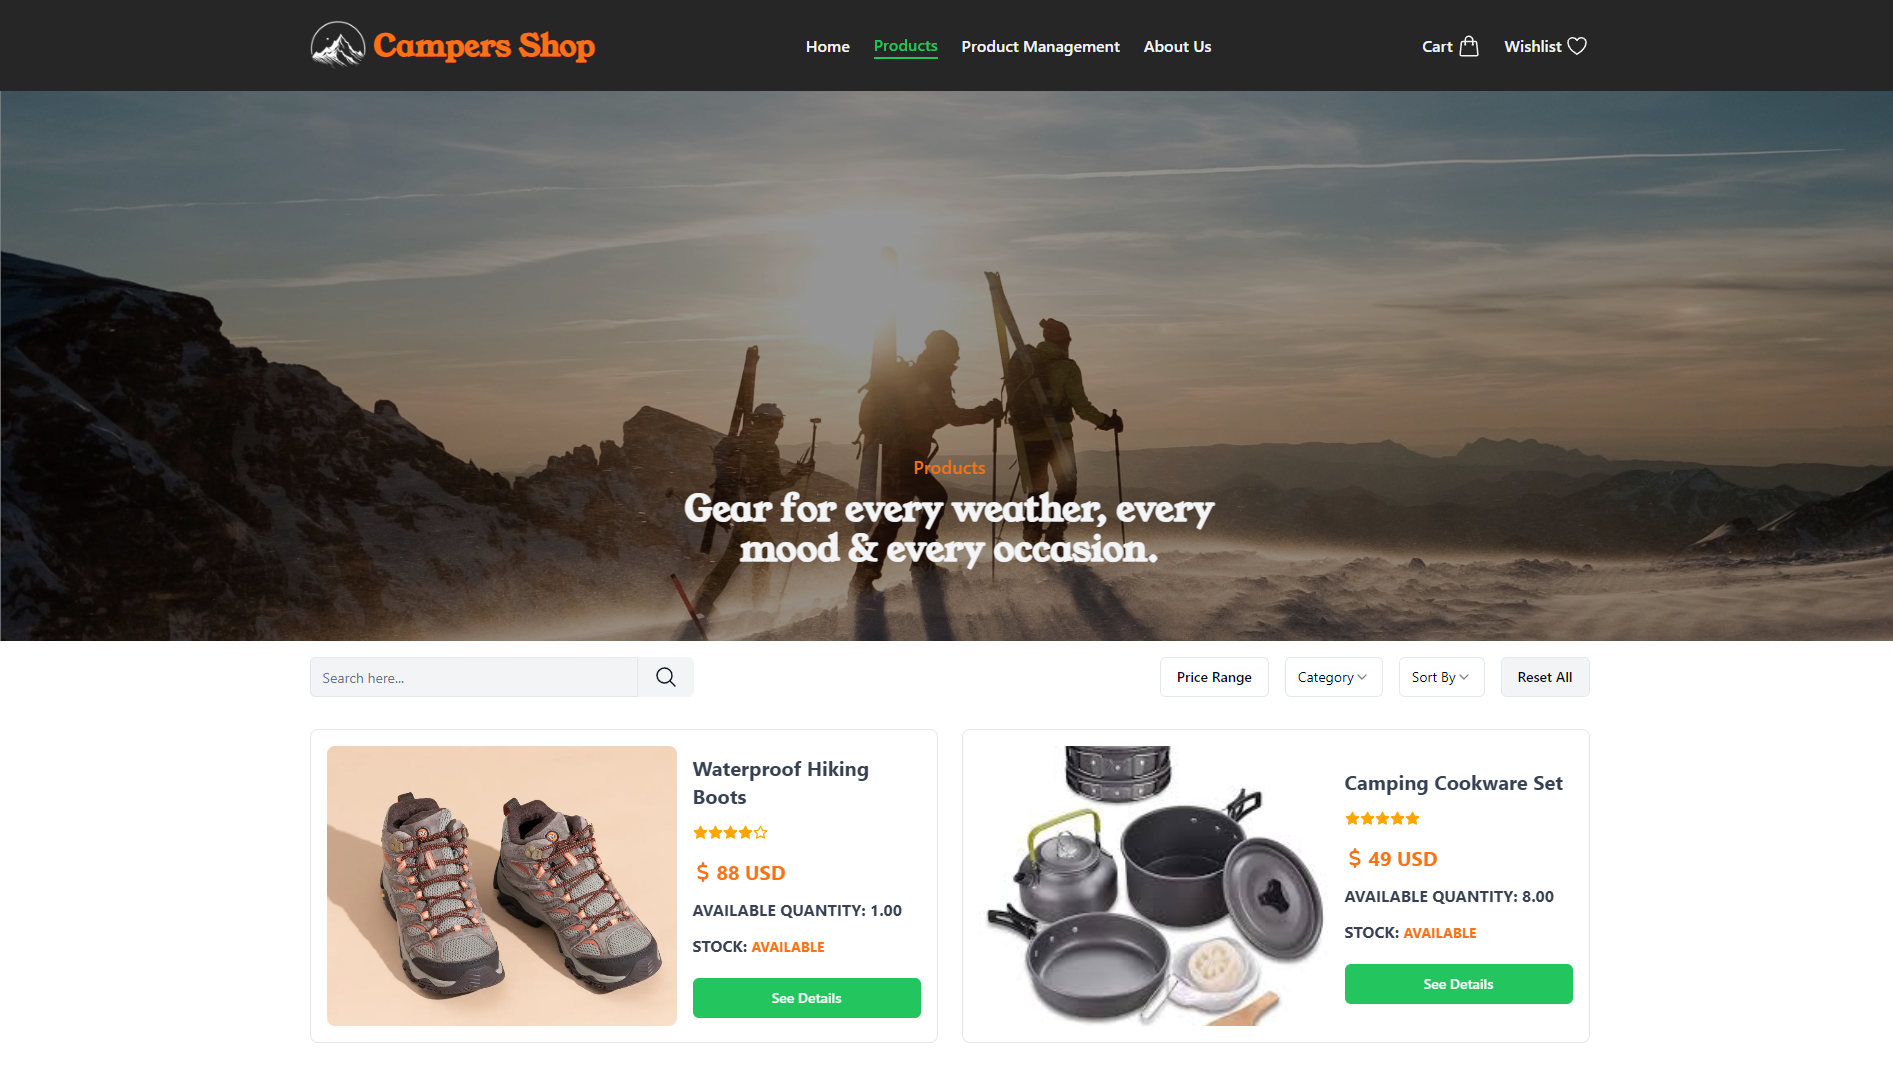 Campers Shop
Home
Products
Product Management
About Us
Cart
Wishlist
Products
Gear for every weather, every
mood & every occasion.
Search here...
Price Range
Category
Sort By
Reset All
Waterproof Hiking
Boots
$ 88 USD
AVAILABLE QUANTITY: 1.00
STOCK: AVAILABLE
See Details
Camping Cookware Set
$ 49 USD
AVAILABLE QUANTITY: 8.00
STOCK: AVAILABLE
See Details